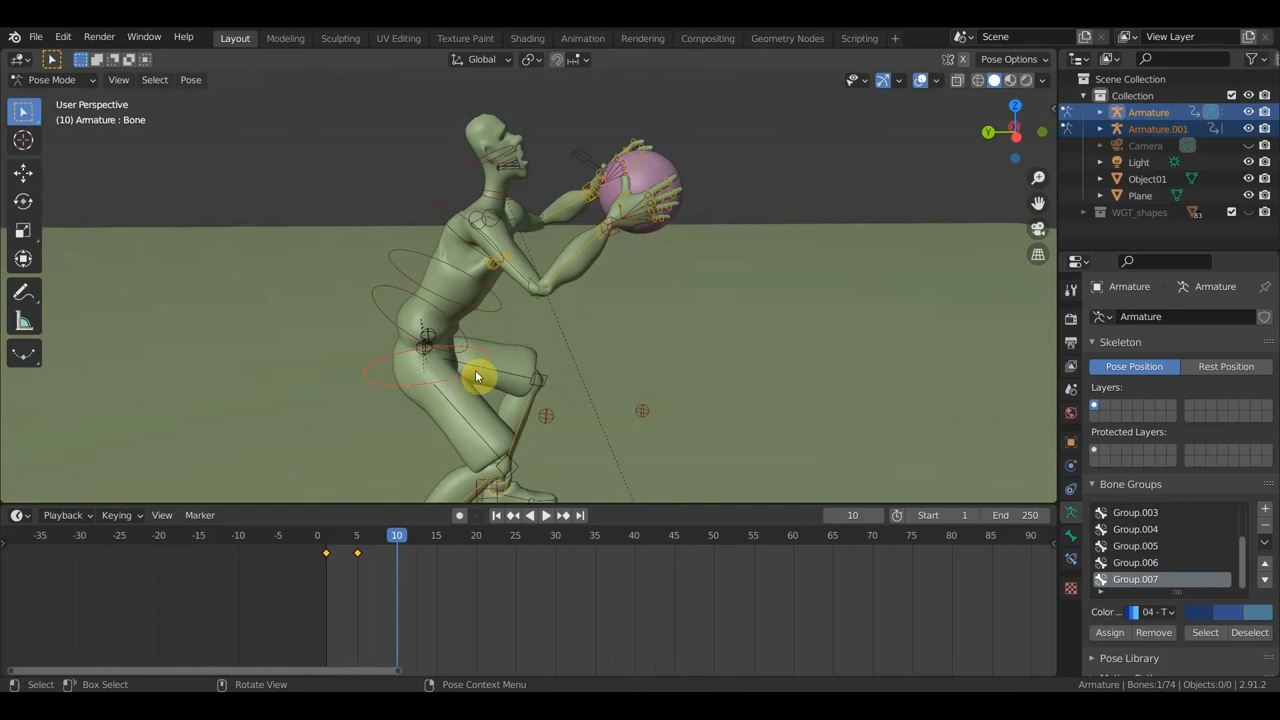 File Edit Render Window Help Layout Modeling Sculpting UV Editing Texture Paint Shading Animation Rendering Compositing Geometry Nodes Scripting + Scene View Layer
Global Pose Options
Pose Mode View Select Pose
User Perspective
(10) Armature : Bone
Z
Y
Scene Collection
Collection
Armature
Armature.001
Camera
Light
Object01
Plane
WGT_shapes 83
Armature Armature
Armature
Skeleton
Pose Position Rest Position
Layers:
Protected Layers:
Bone Groups
Group.003
Group.004
Group.005
Group.006
Group.007
Color ... 04 - T
Assign Remove Select Deselect
Pose Library
Playback Keying View Marker 10 Start 1 End 250
-35 -30 -25 -20 -15 -10 -5 0 5 10 15 20 25 30 35 40 45 50 55 60 65 70 75 80 85 90
Select Box Select Rotate View Pose Context Menu Armature | Bones:1/74 | Objects:0/0 | 2.91.2